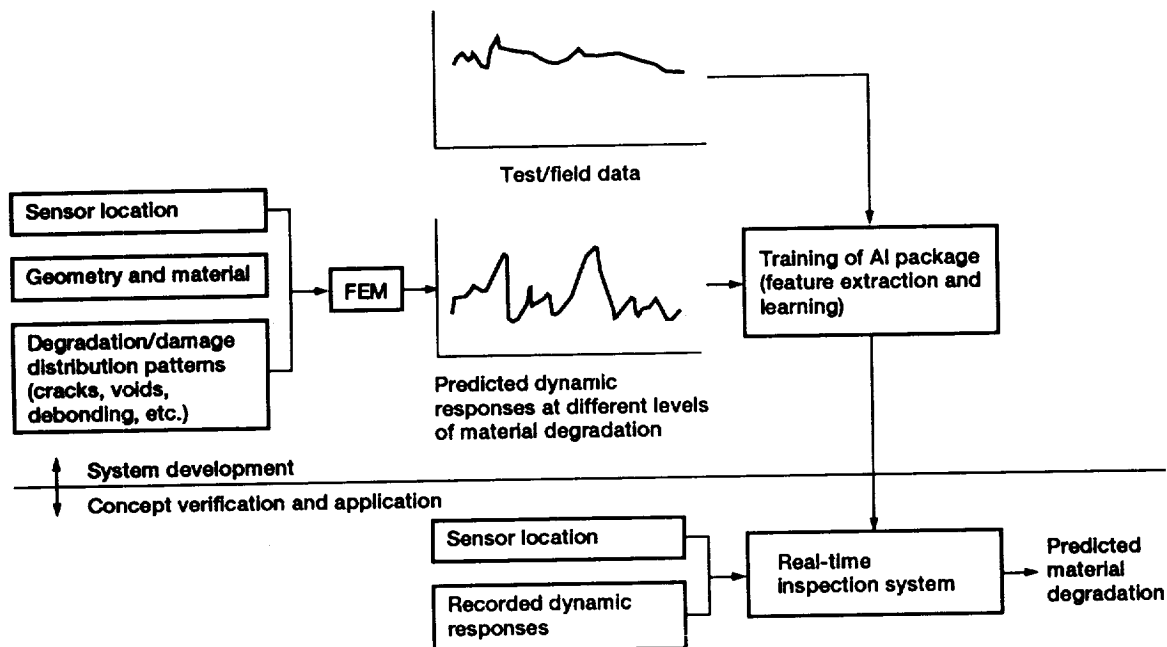 Test/field data
Sensor location
Geometry and material
FEM
Degradation/damage
distribution patterns
(cracks, voids,
debonding, etc.)
Predicted dynamic
responses at different levels
of material degradation
Training of AI package
(feature extraction and
learning)
System development
Concept verification and application
Sensor location
Recorded dynamic
responses
Real-time
inspection system
Predicted
material
degradation